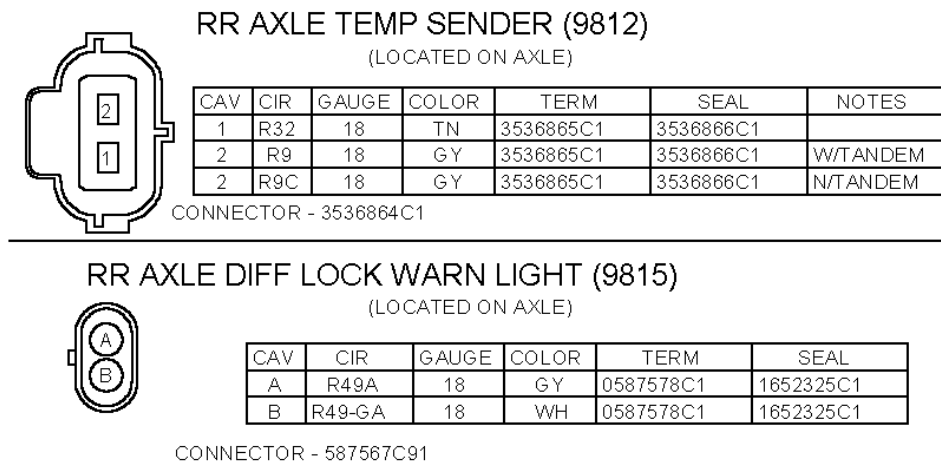 RR AXLE TEMP SENDER (9812)
(LOCATED ON AXLE)
2
1
CAV CIR GAUGE COLOR TERM SEAL NOTES
1 R32 18 TN 3536865C1 3536866C1
2 R9 18 GY 3536865C1 3536866C1 W/TANDEM
2 R9C 18 GY 3536865C1 3536866C1 N/TANDEM
CONNECTOR - 3536864C1
RR AXLE DIFF LOCK WARN LIGHT (9815)
(LOCATED ON AXLE)
A
B
CAV CIR GAUGE COLOR TERM SEAL
A R49A 18 GY 0587578C1 1652325C1
B R49-GA 18 WH 0587578C1 1652325C1
CONNECTOR - 587567C91